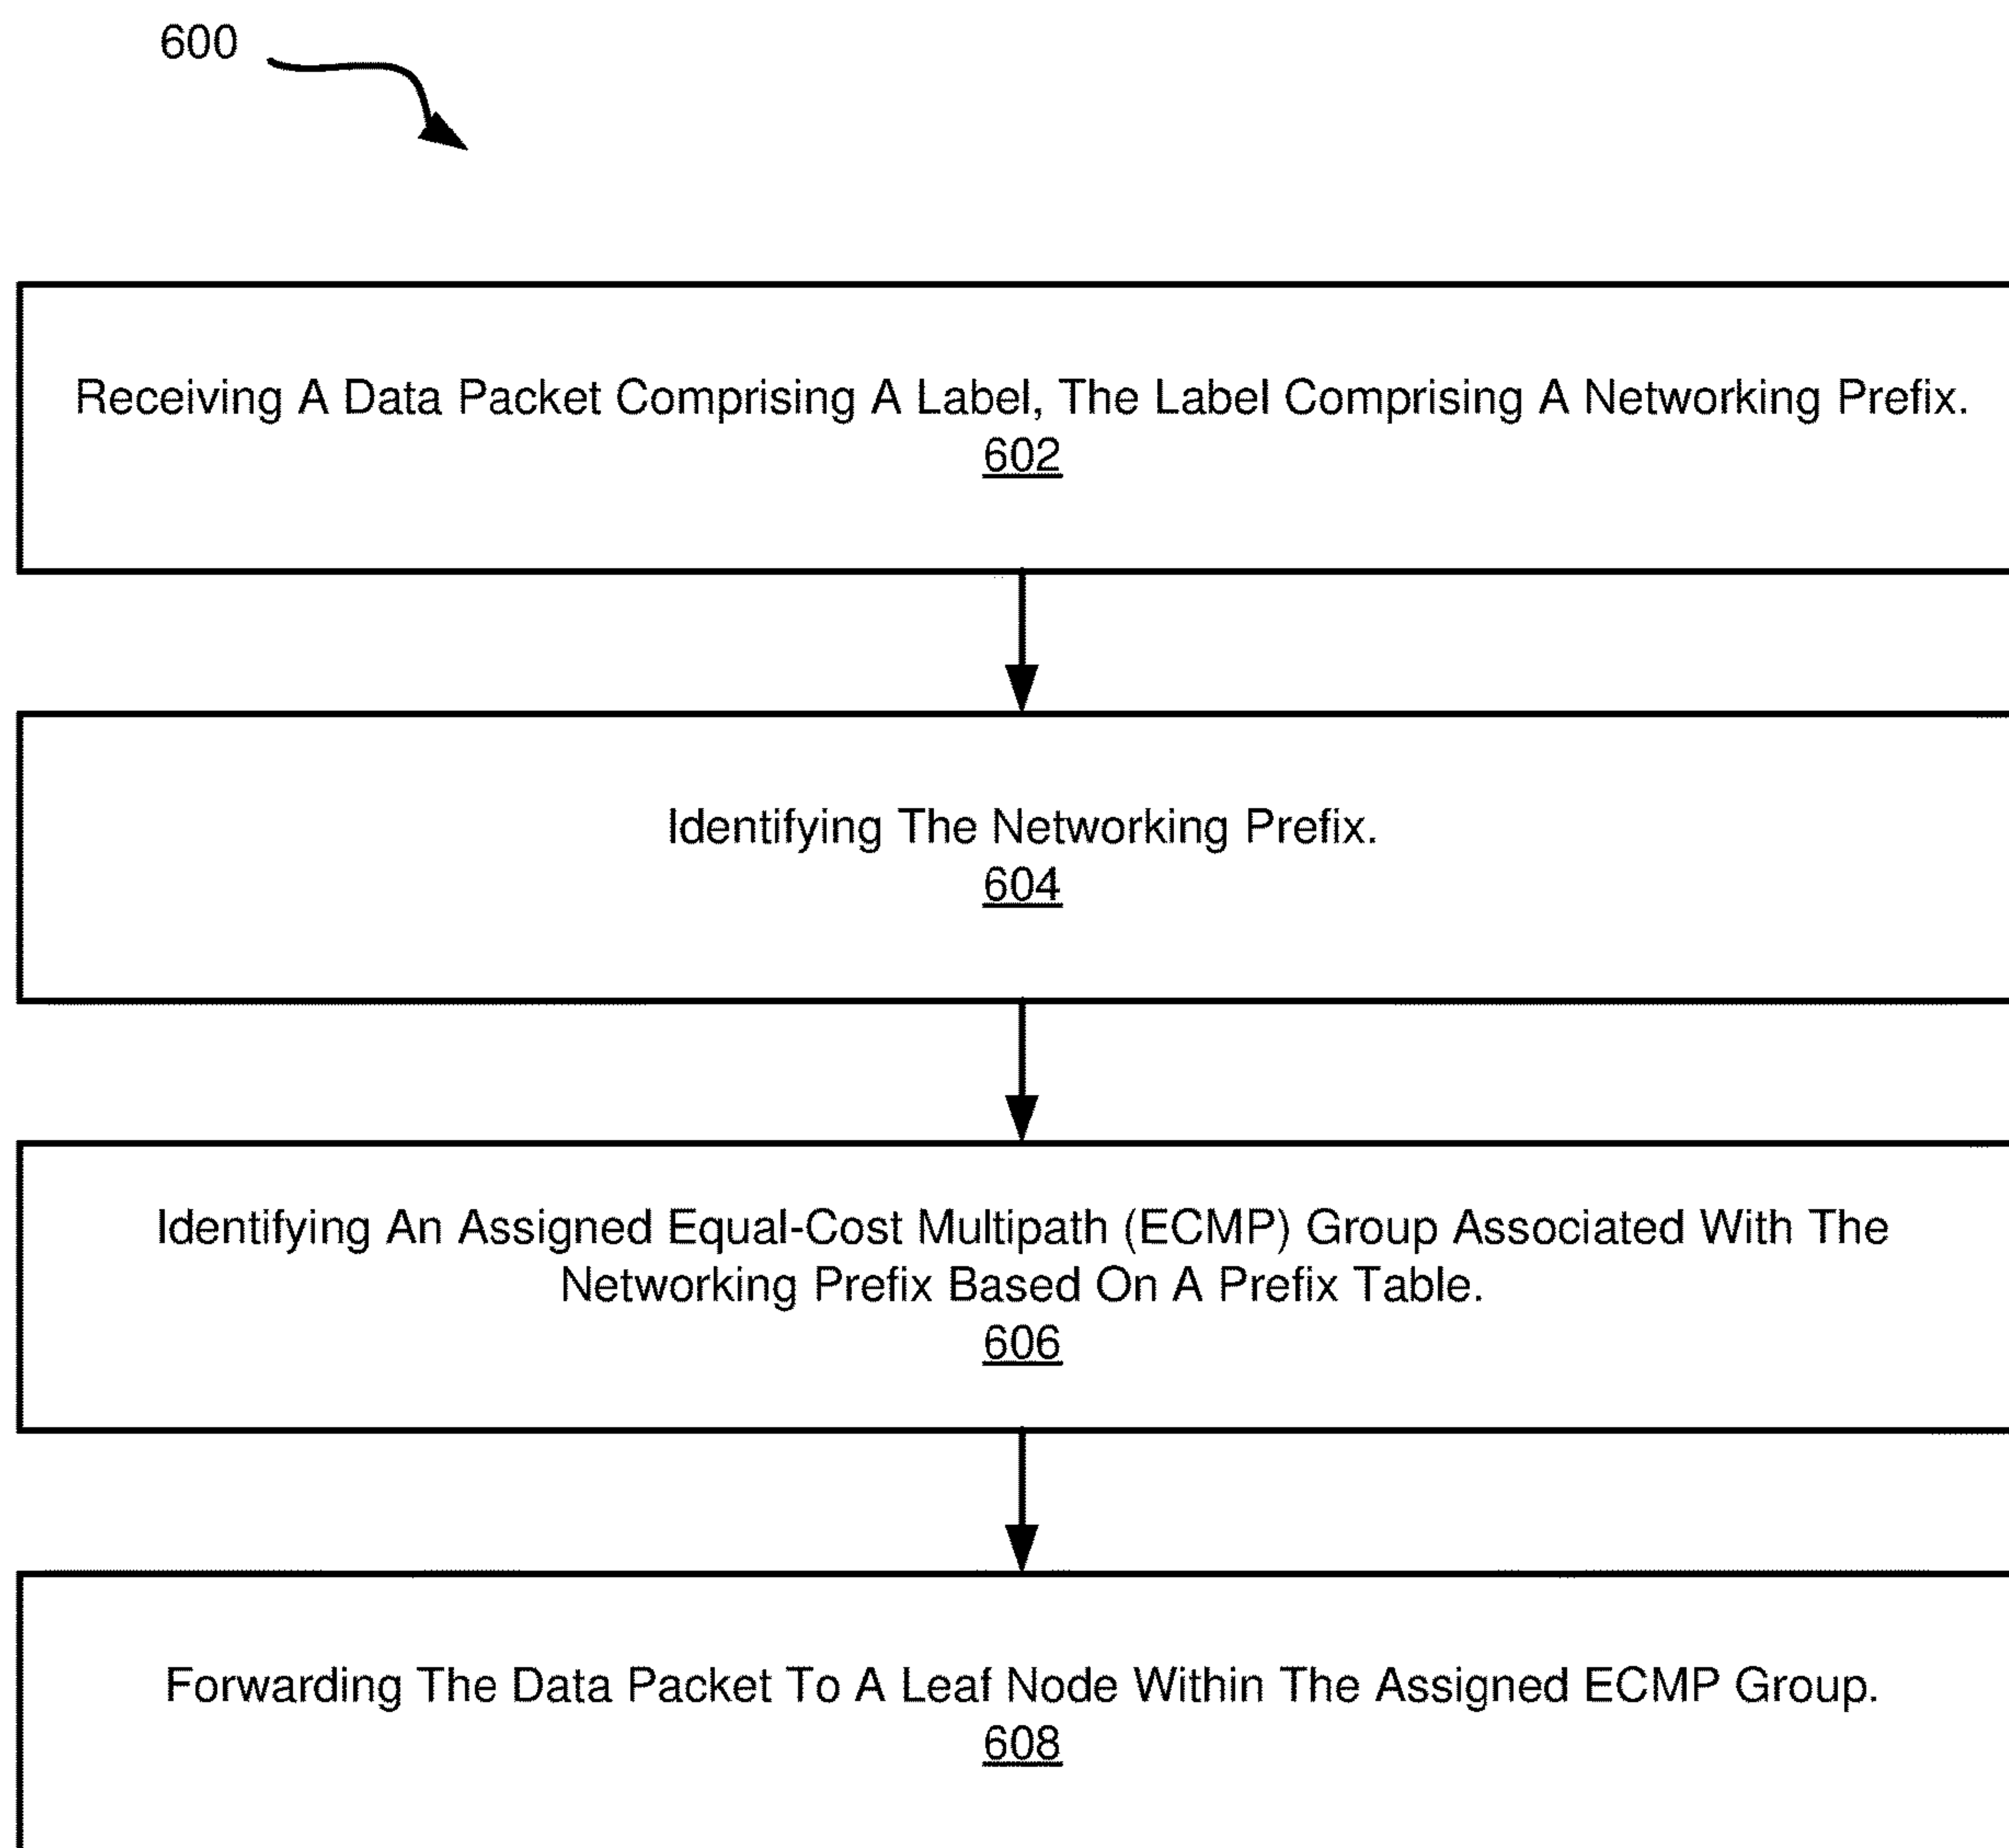 600
Receiving A Data Packet Comprising A Label, The Label Comprising A Networking Prefix.
602
Identifying The Networking Prefix.
604
Identifying An Assigned Equal-Cost Multipath (ECMP) Group Associated With The
Networking Prefix Based On A Prefix Table.
606
Forwarding The Data Packet To A Leaf Node Within The Assigned ECMP Group.
608